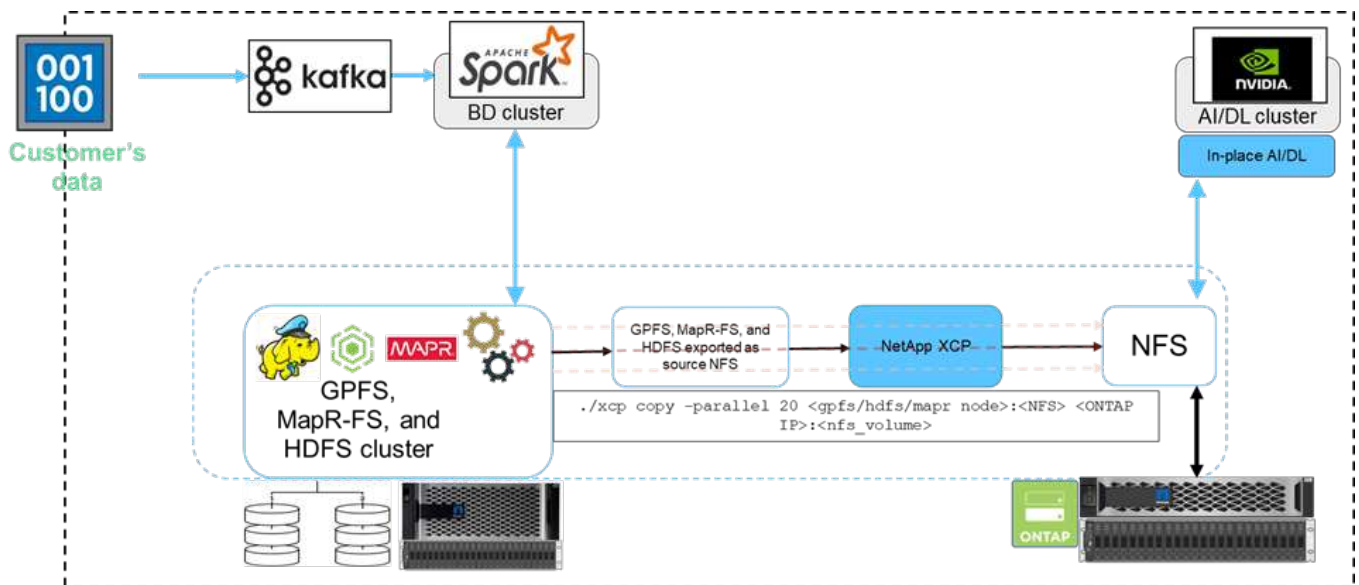 001
100
Customer's
data
kafka
APACHE
Spark
TM
BD cluster
NVIDIA.
AI/DL cluster
In-place AI/DL
MAPR
GPFS,
MapR-FS, and
HDFS cluster
GPFS, MapR-FS, and
HDFS exported as
source NFS
NetApp XCP
NFS
./xcp copy -parallel 20 <gpfs/hdfs/mapr node>:<NFS> <ONTAP
IP>:<nfs_volume>
ONTAP